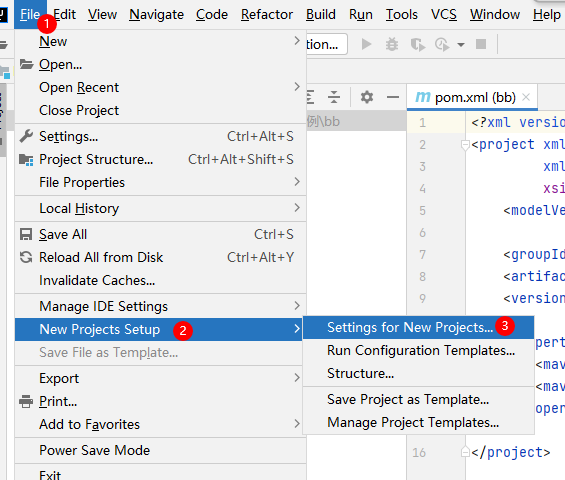 File Edit View Navigate Code Refactor Build Run Tools VCS Window Help
1
New
Open...
Open Recent
Close Project
Settings... Ctrl+Alt+S
Project Structure... Ctrl+Alt+Shift+S
File Properties
Local History
Save All Ctrl+S
Reload All from Disk Ctrl+Alt+Y
Invalidate Caches...
Manage IDE Settings
New Projects Setup 2
Save File as Template...
Export
Print...
Add to Favorites
Power Save Mode
Exit
Settings for New Projects... 3
Run Configuration Templates...
Structure...
Save Project as Template...
Manage Project Templates...
tion...
例\bb
pom.xml (bb)
1 <?xml versio
2 <project xml
3 xml
4 xsi
5 <modelVe
6
7 <groupId
8 <artifac
9 <version
pert
<mav
<mav
oper
16 </project>